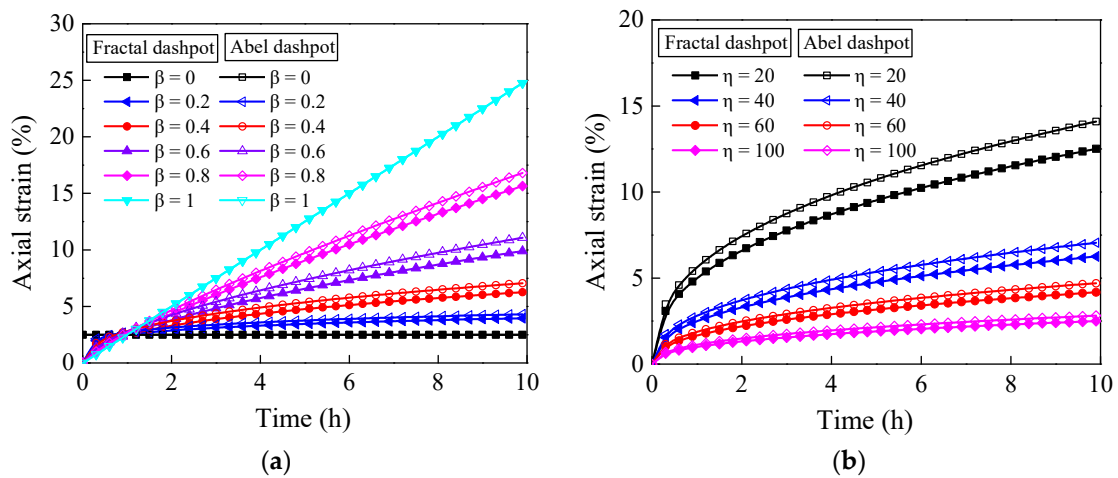 30
25
20
15
10
5
0
Axial strain (%)
Fractal dashpot Abel dashpot
β = 0 β = 0
β = 0.2 β = 0.2
β = 0.4 β = 0.4
β = 0.6 β = 0.6
β = 0.8 β = 0.8
β = 1 β = 1
0 2 4 6 8 10
Time (h)
(a)
20
15
10
5
0
Axial strain (%)
Fractal dashpot Abel dashpot
η = 20 η = 20
η = 40 η = 40
η = 60 η = 60
η = 100 η = 100
0 2 4 6 8 10
Time (h)
(b)